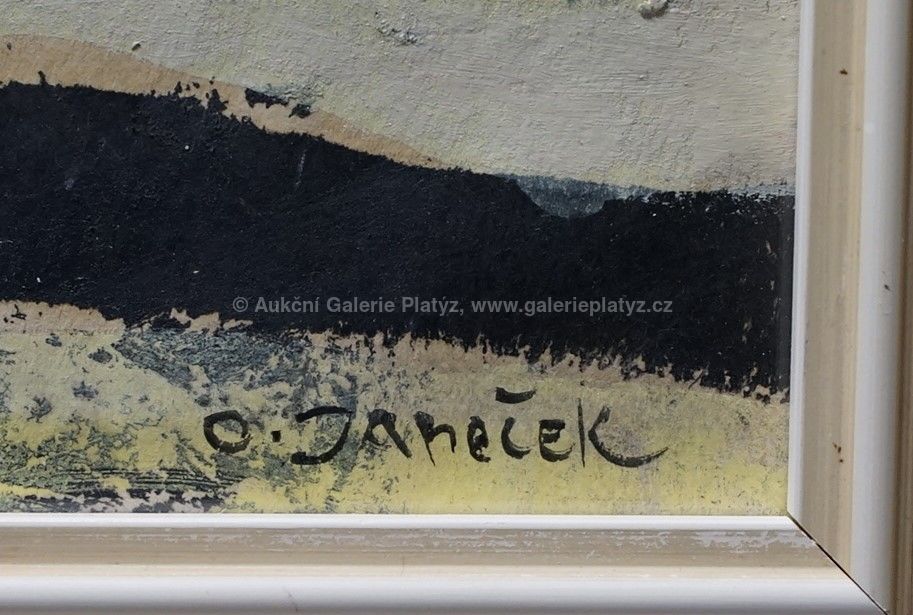 © Aukční Galerie Platýz, www.galerieplatyz.cz
O. Janeček